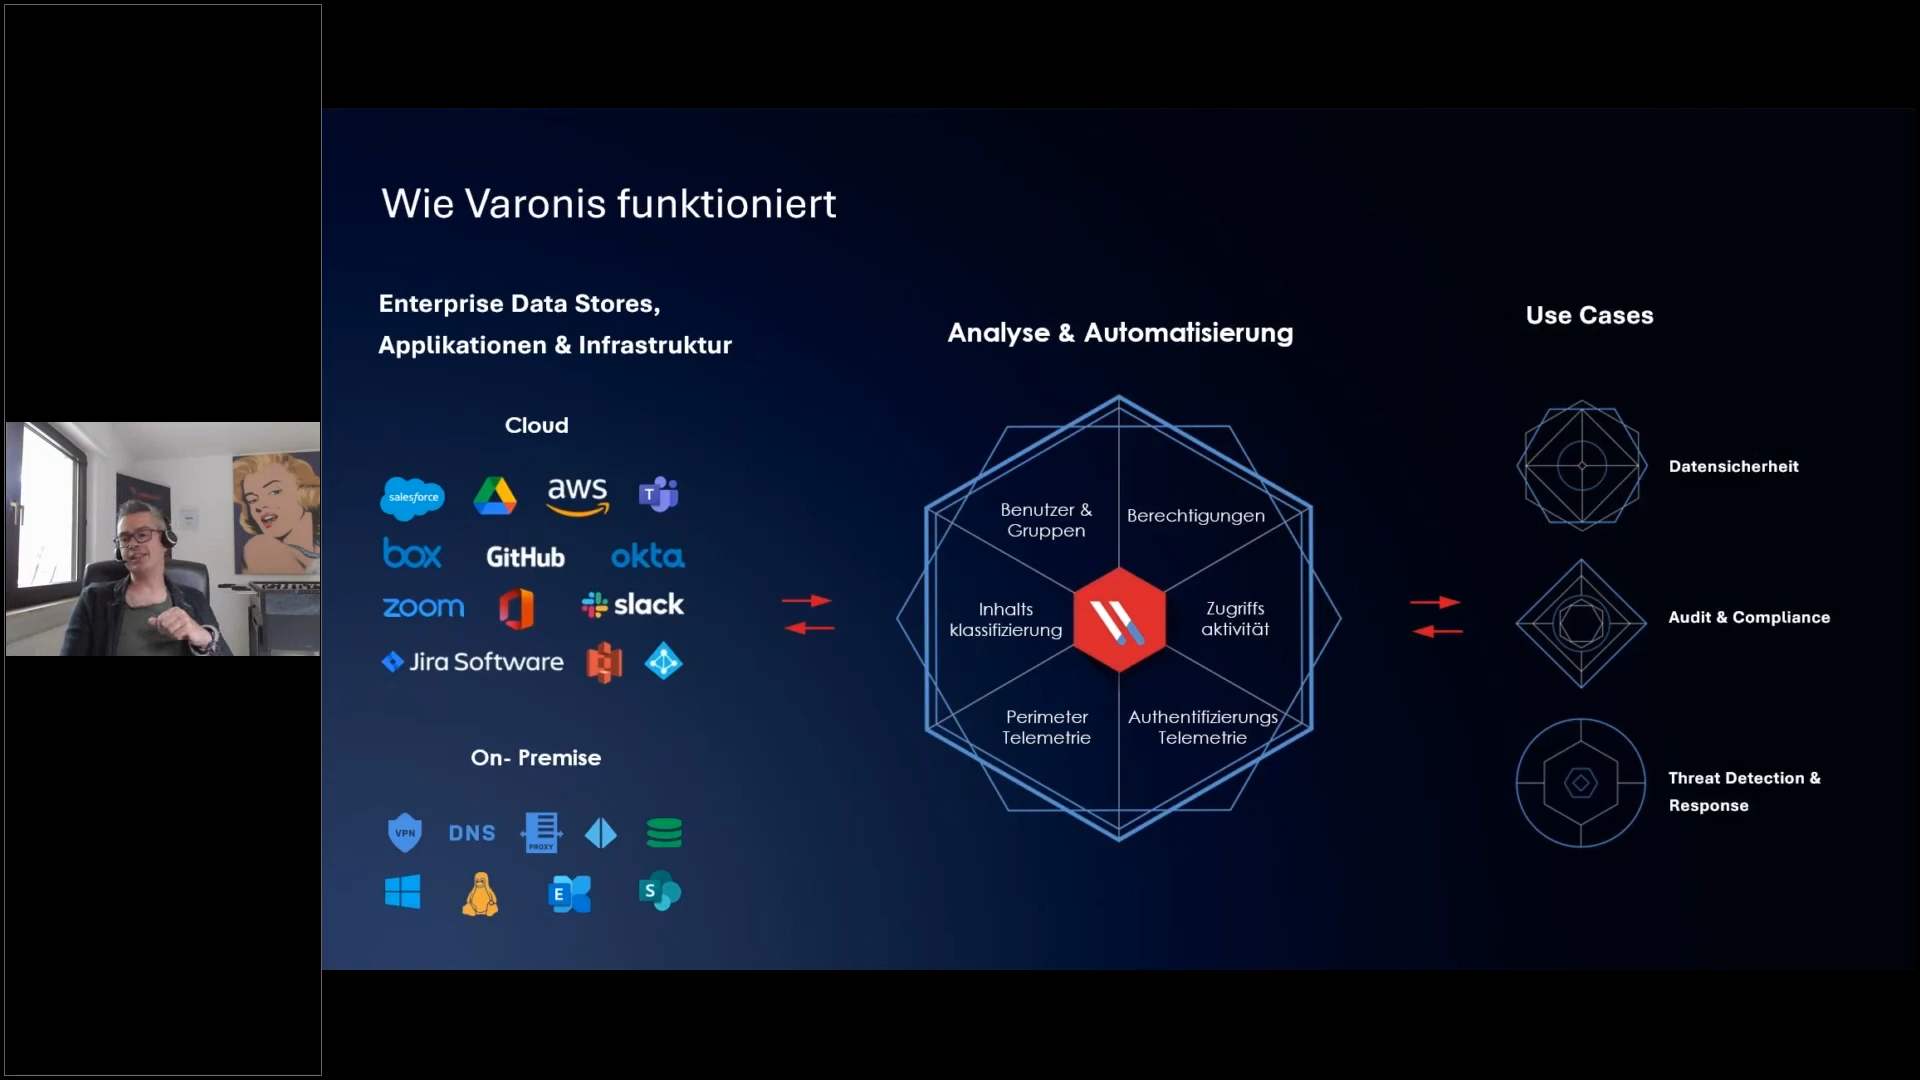 Wie Varonis funktioniert
Enterprise Data Stores,
Applikationen & Infrastruktur
Cloud
salesforce
aws
T
box
GitHub
okta
zoom
slack
Jira Software
On- Premise
VPN
DNS
PROXY
E
S
Analyse & Automatisierung
Benutzer &
Gruppen
Berechtigungen
Inhalts
klassifizierung
Zugriffs
aktivität
Perimeter
Telemetrie
Authentifizierungs
Telemetrie
Use Cases
Datensicherheit
Audit & Compliance
Threat Detection &
Response